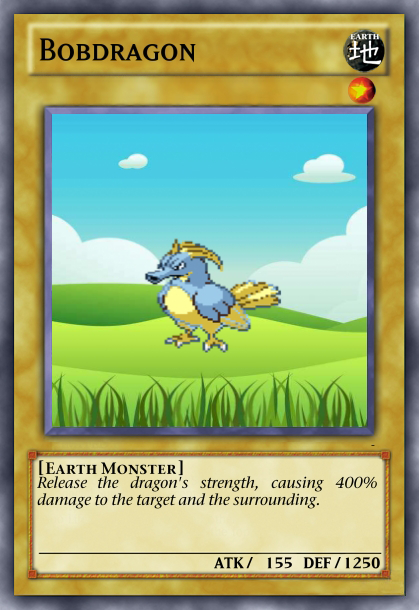 Bobdragon
EARTH
地
[Earth Monster]
Release the dragon's strength, causing 400%
damage to the target and the surrounding.
ATK/ 155 DEF/1250